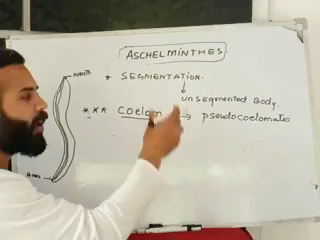 ASCHELMINTHES.
* SEGMENTATION.
unsegmented Body.
*** Coelom → pseudocoelomates